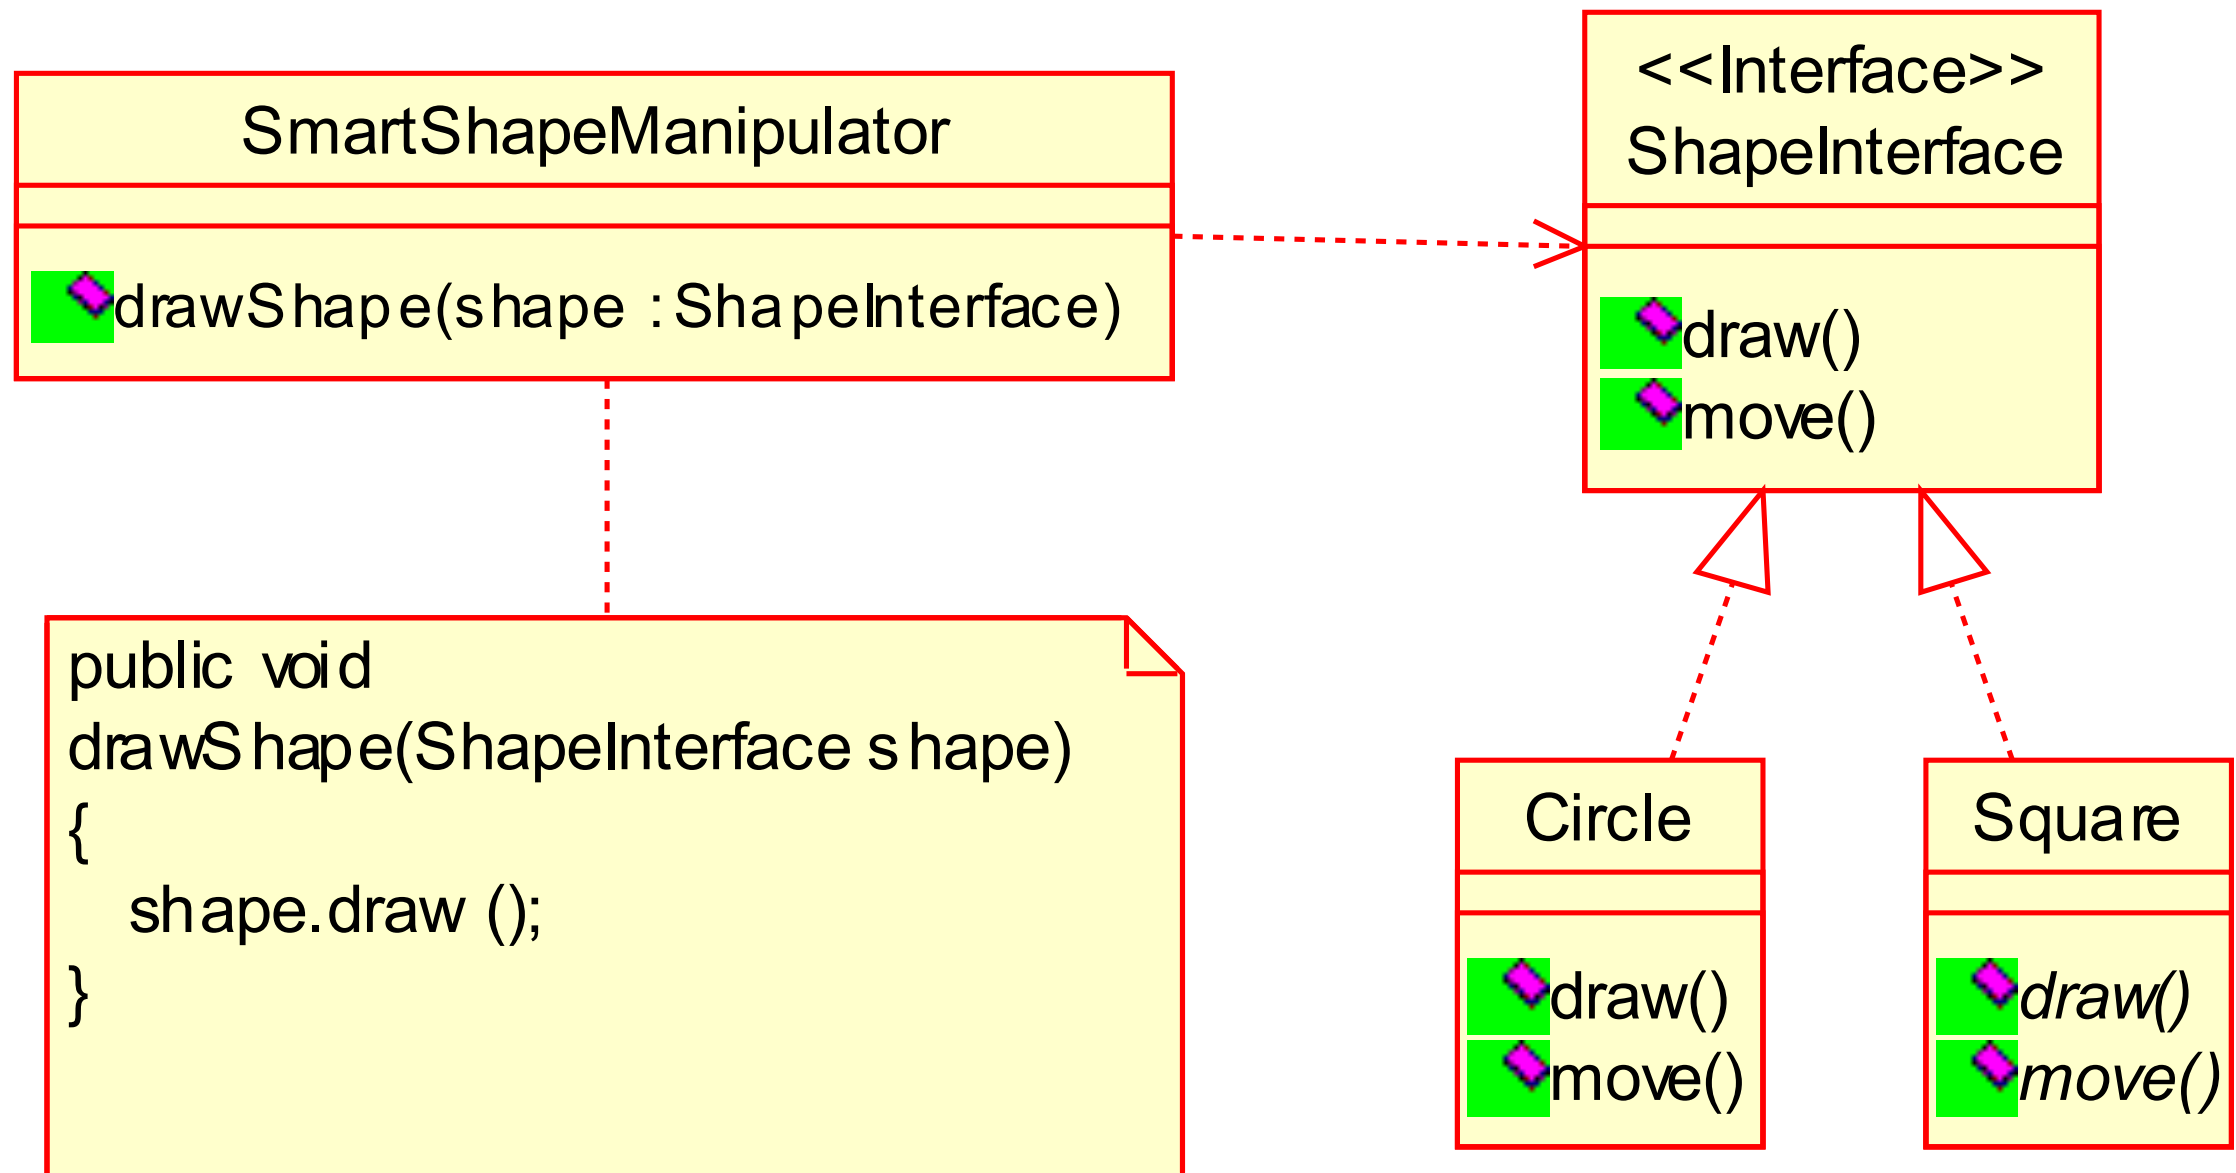 SmartShapeManipulator
drawShape(shape : ShapeInterface)
<<Interface>>
ShapeInterface
draw()
move()
public void
drawShape(ShapeInterface shape)
{
shape.draw ();
}
Circle
draw()
move()
Square
draw()
move()